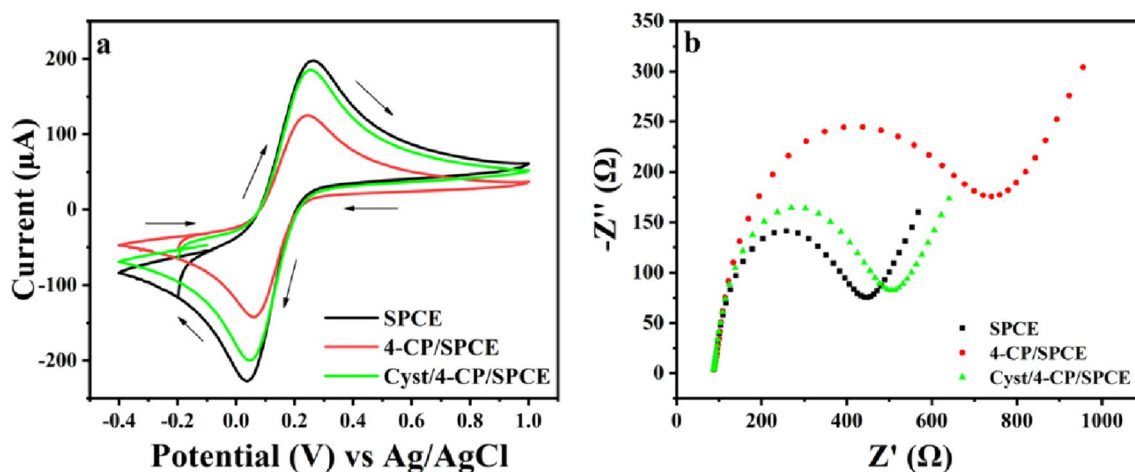 a
200
100
0
-100
-200
Current (µA)
SPCE
4-CP/SPCE
Cyst/4-CP/SPCE
-0.4 -0.2 0.0 0.2 0.4 0.6 0.8 1.0
Potential (V) vs Ag/AgCl
b
350
300
250
200
150
100
50
0
-Z'' (Ω)
SPCE
4-CP/SPCE
Cyst/4-CP/SPCE
0 200 400 600 800 1000
Z' (Ω)